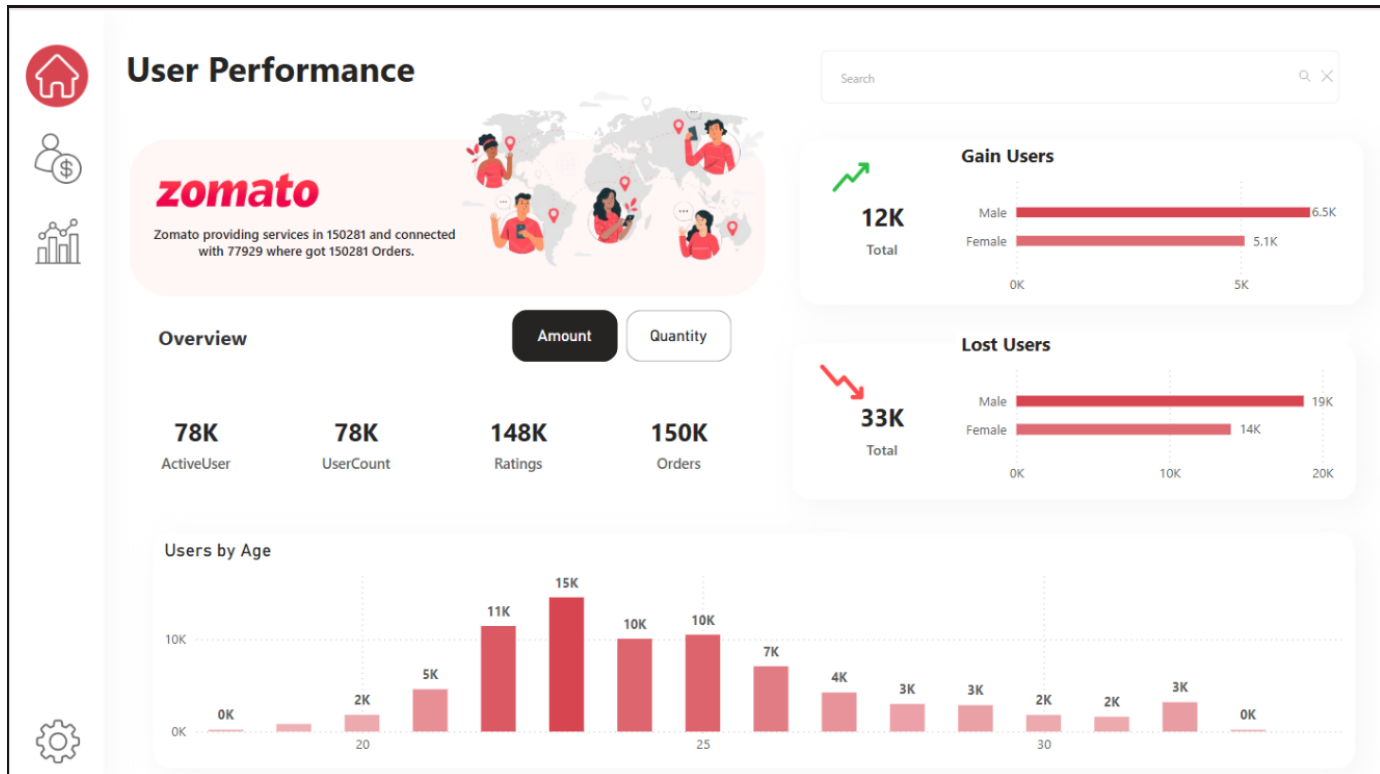 User Performance
Search
zomato
Zomato providing services in 150281 and connected
with 77929 where got 150281 Orders.
Gain Users
12K
Total
Male
6.5K
Female
5.1K
0K
5K
Overview
Amount
Quantity
Lost Users
33K
Total
Male
19K
Female
14K
0K
10K
20K
78K
ActiveUser
78K
UserCount
148K
Ratings
150K
Orders
Users by Age
10K
0K
0K
2K
5K
11K
15K
10K
10K
7K
4K
3K
3K
2K
2K
3K
0K
20
25
30